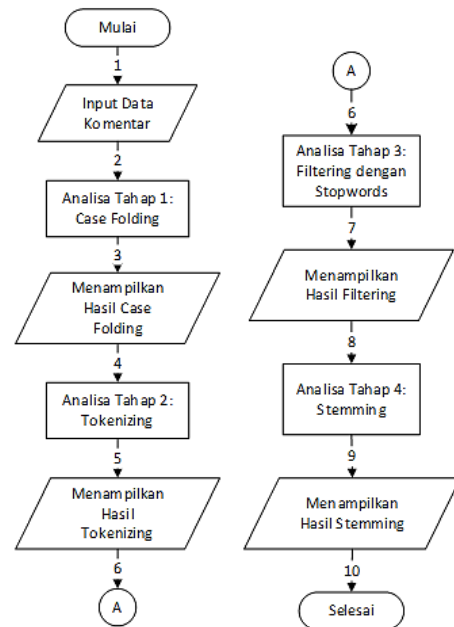 Mulai
1
Input Data
Komentar
2
Analisa Tahap 1:
Case Folding
3
Menampilkan
Hasil Case
Folding
4
Analisa Tahap 2:
Tokenizing
5
Menampilkan
Hasil
Tokenizing
6
A
A
6
Analisa Tahap 3:
Filtering dengan
Stopwords
7
Menampilkan
Hasil Filtering
8
Analisa Tahap 4:
Stemming
9
Menampilkan
Hasil Stemming
10
Selesai